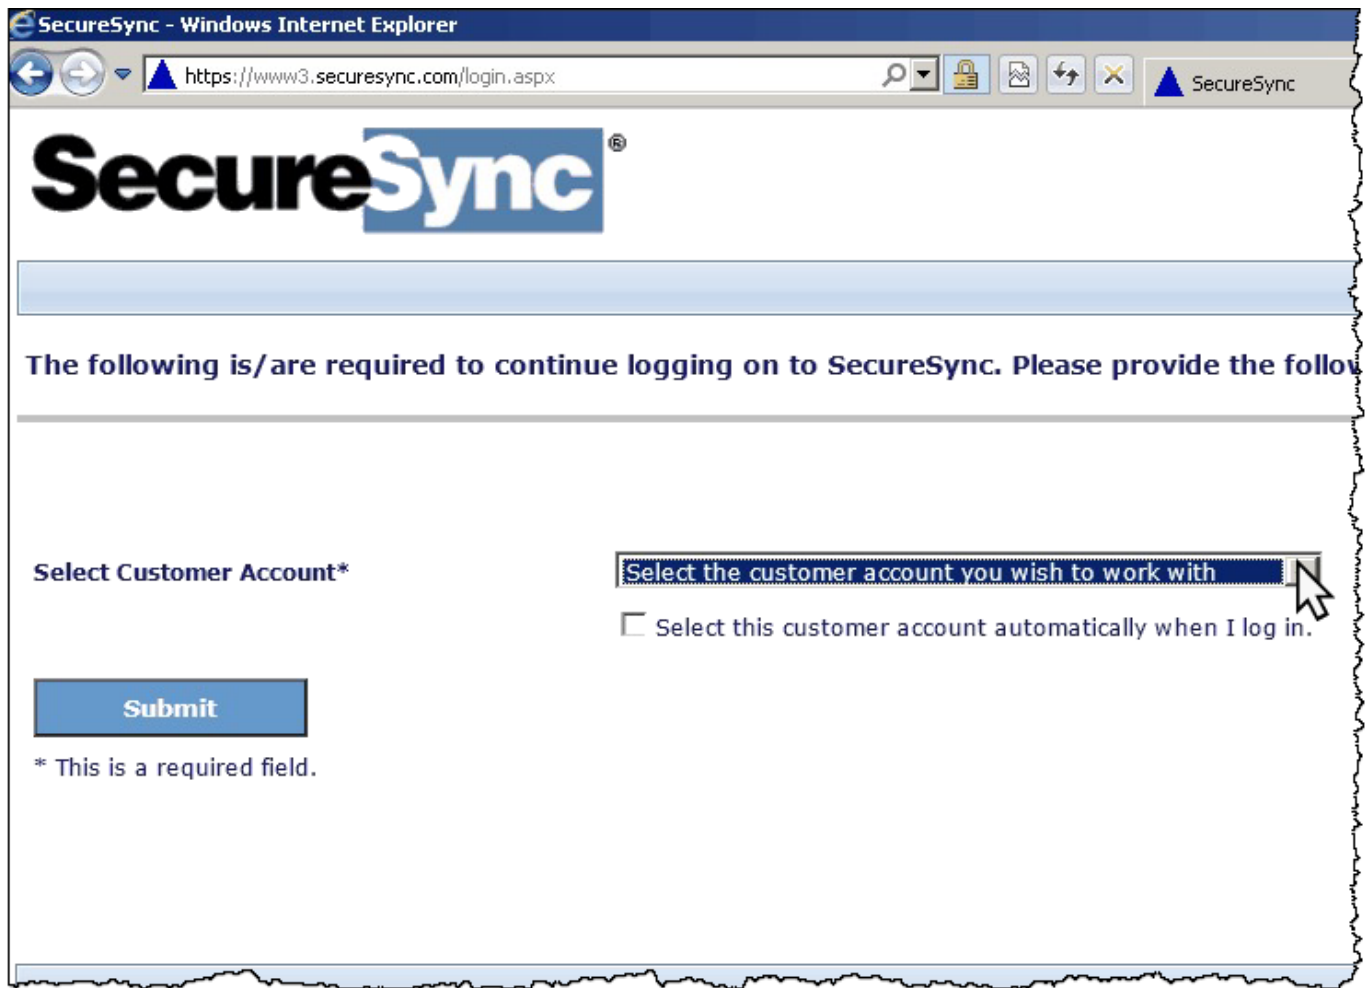 SecureSync - Windows Internet Explorer
https://www3.securesync.com/login.aspx
SecureSync
SecureSync®
The following is/are required to continue logging on to SecureSync. Please provide the follow
Select Customer Account*
Select the customer account you wish to work with
Select this customer account automatically when I log in.
Submit
* This is a required field.